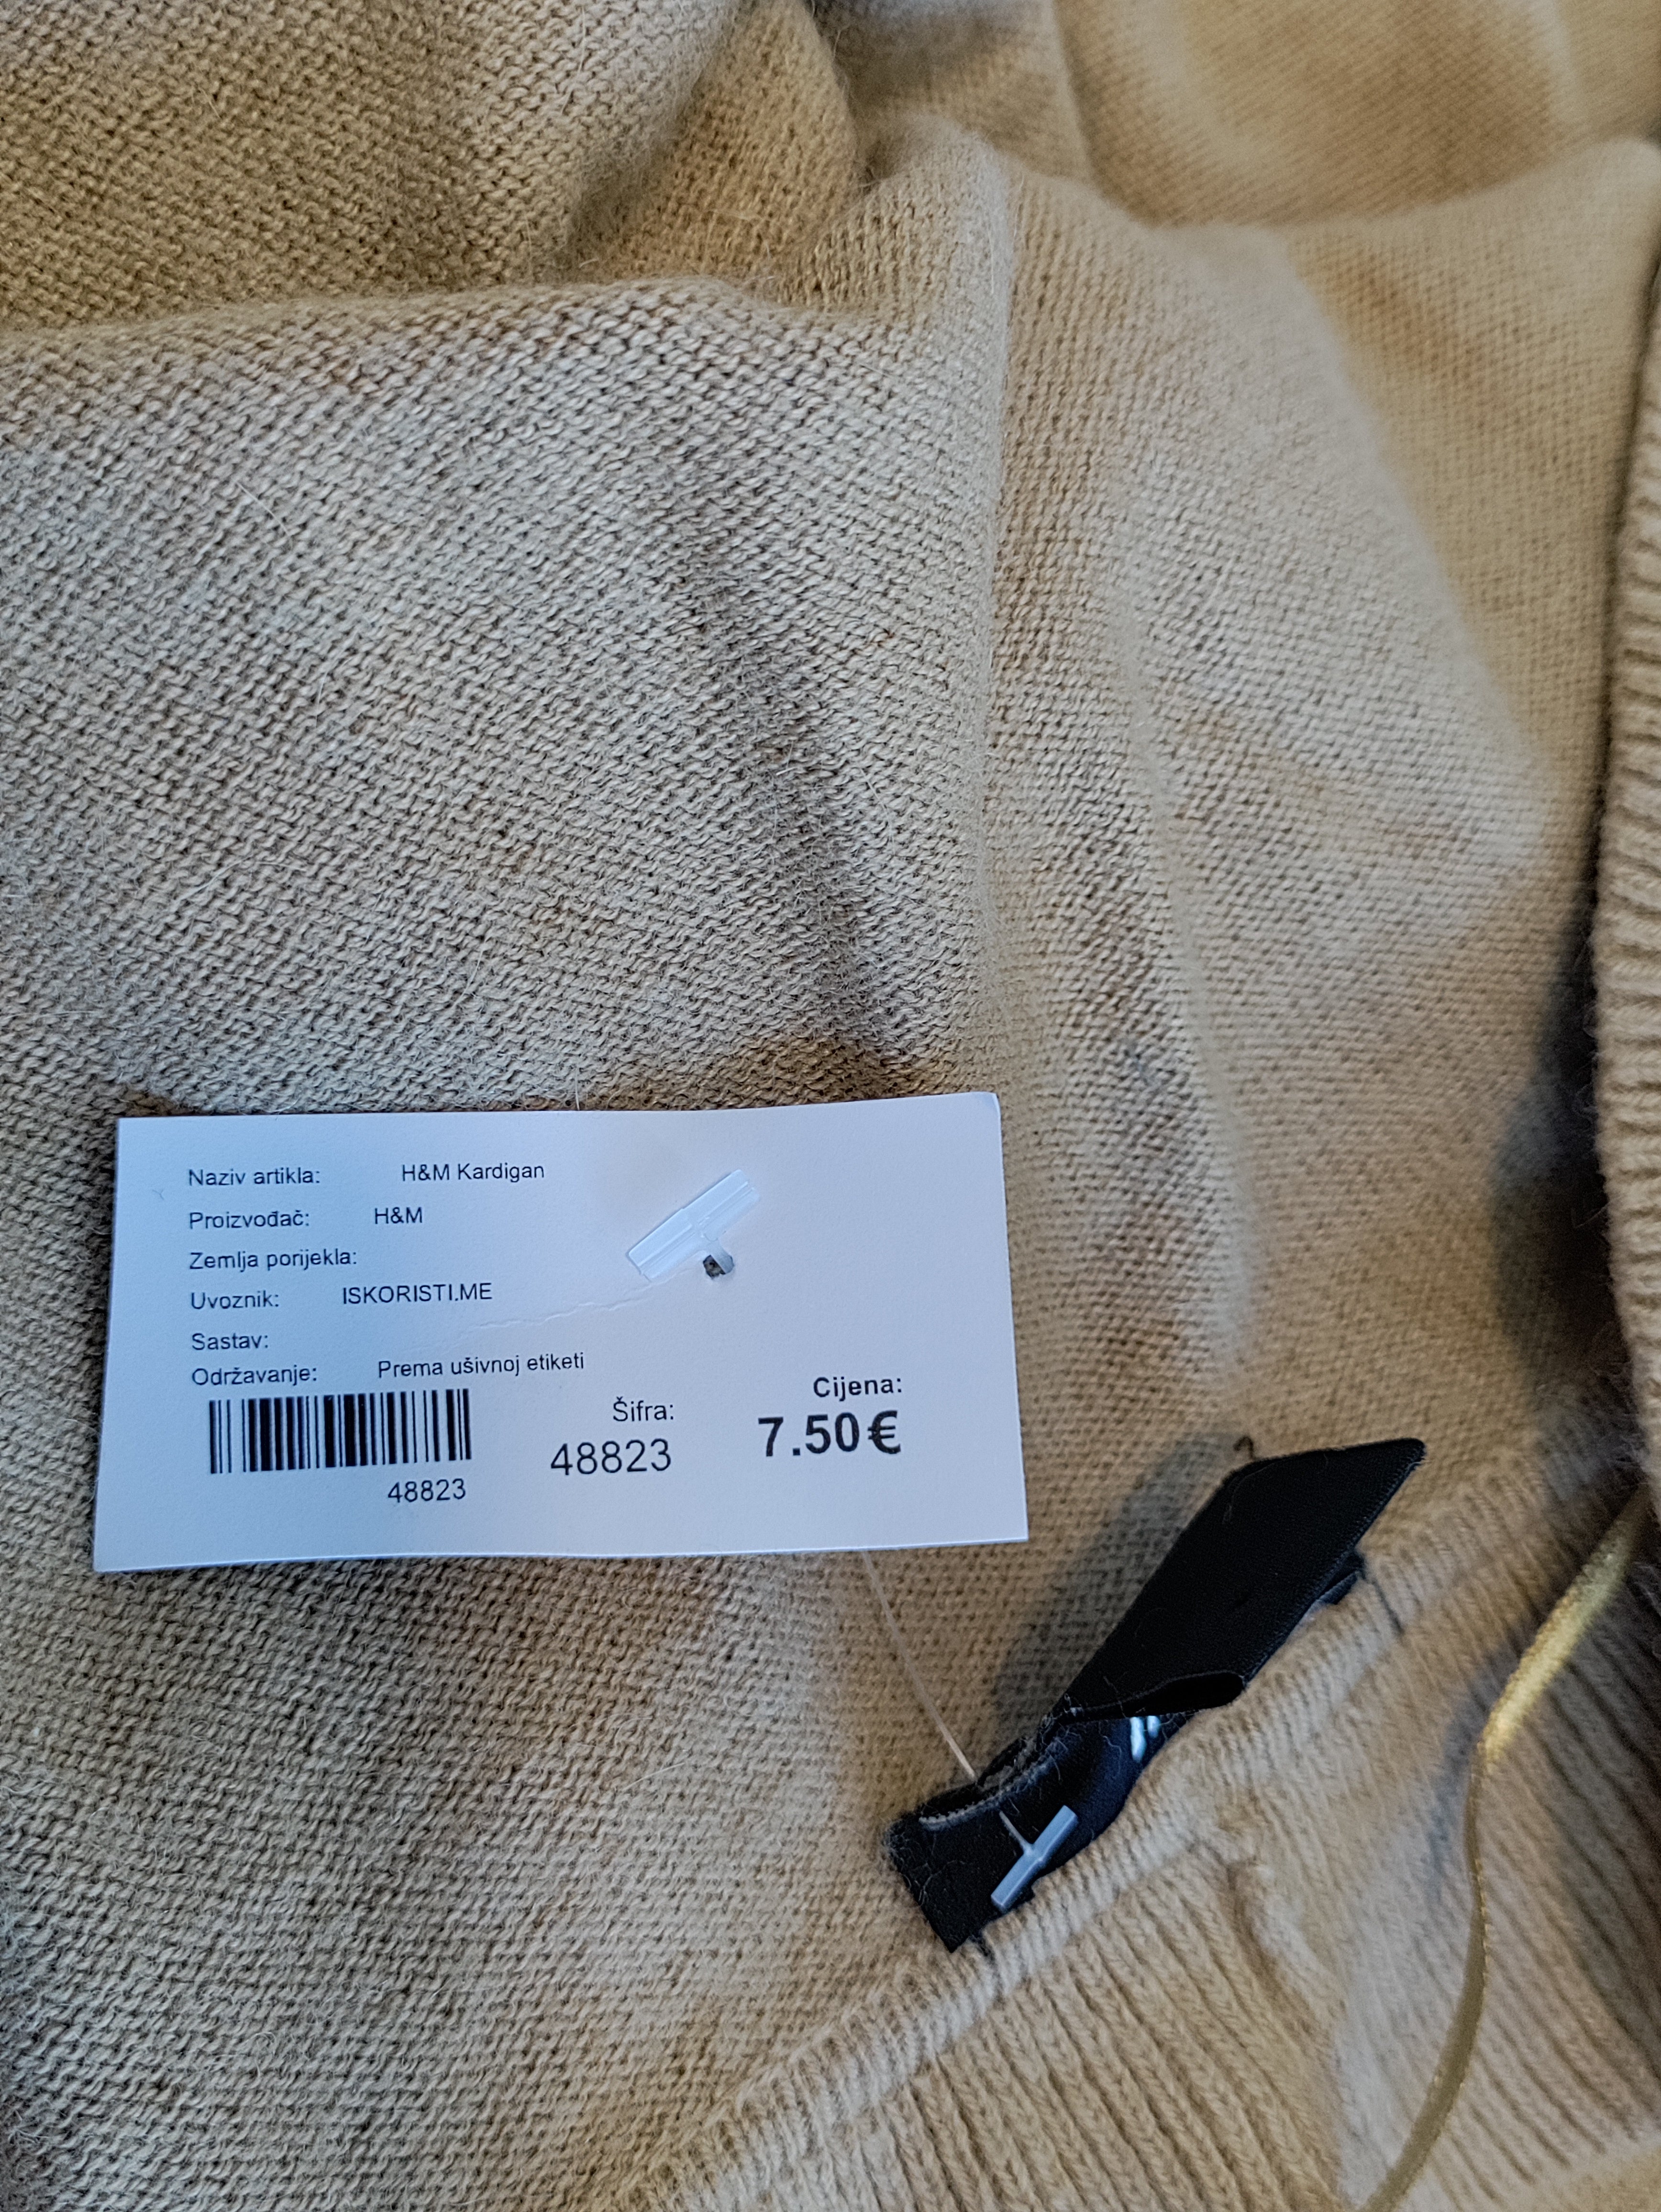 Naziv artikla: H&M Kardigan
Proizvođač: H&M
Zemlja porijekla:
Uvoznik: ISKORISTI.ME
Sastav:
Održavanje: Prema ušivnoj etiketi
Šifra: Cijena:
48823 7.50€
48823